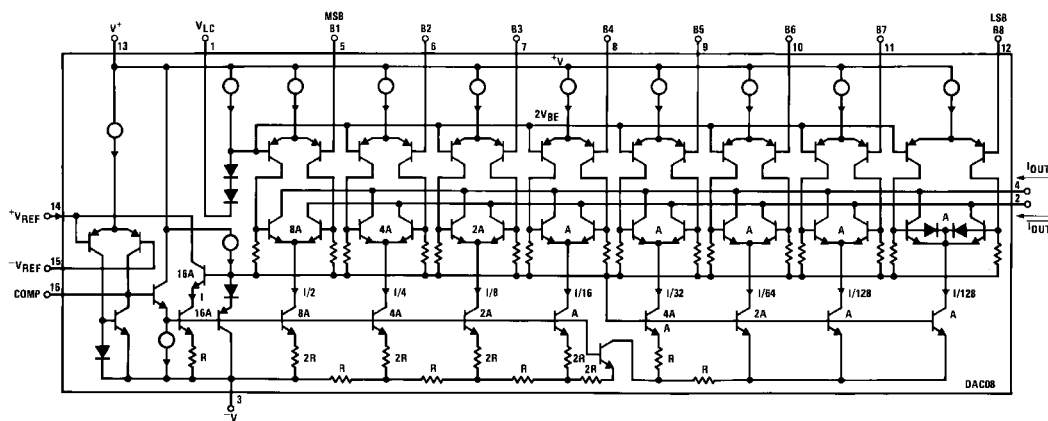 V+ VLC MSB B1 B2 B3 B4 B5 B6 B7 LSB B8
13 1 5 6 7 8 9 10 11 12
+V
2VBE
IOUT
4
2
IOUT
14 +VREF
8A 4A 2A A A A A A
15 −VREF
16A
16 COMP
I I/2 I/4 I/8 I/16 I/32 I/64 I/128 I/128
16A 8A 4A 2A A 4A 2A A A
A
R 2R 2R 2R 2R R
R R R 2R R
3
−V
DAC08